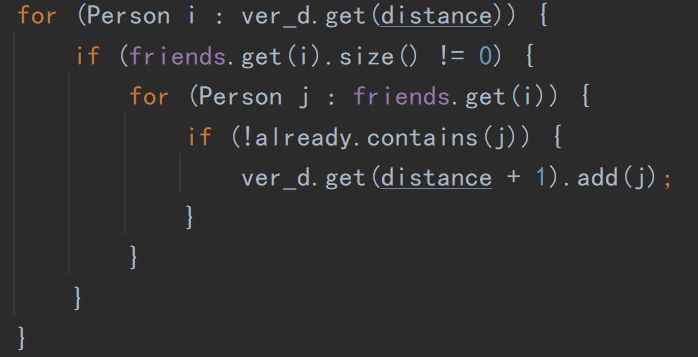 for (Person i : ver_d.get(distance)) {
if (friends.get(i).size() != 0) {
for (Person j : friends.get(i)) {
if (!already.contains(j)) {
ver_d.get(distance + 1).add(j);
}
}
}
}